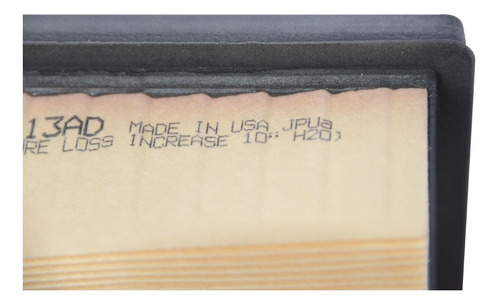 13AD MADE IN USA JPUa
RE LOSS INCREASE 10" H2O)